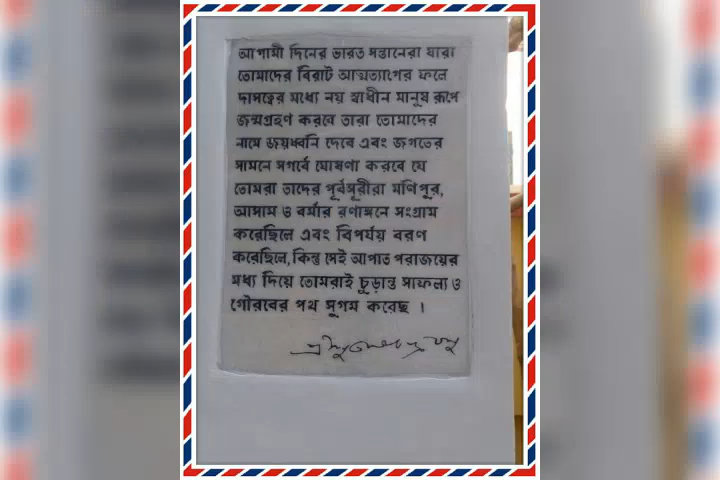 আগামী দিনের ভারত সন্তানেরা যারা
তোমাদের বিরাট আত্মত্যাগের ফলে
দাসত্বের মধ্যে নয় স্বাধীন মানুষ রূপে
জন্মগ্রহণ করবে তারা তোমাদের
নামে জয়ধ্বনি দেবে এবং জগতের
সামনে সগর্বে ঘোষণা করবে যে
তোমরা তাদের পূর্বসূরীরা মণিপুর,
আসাম ও বর্মার রণাঙ্গনে সংগ্রাম
করেছিলে এবং বিপর্যয় বরণ
করেছিলে, কিন্তু সেই আপাত পরাজয়ের
মধ্য দিয়ে তোমরাই চূড়ান্ত সাফল্য ও
গৌরবের পথ সুগম করেছ ।
শ্রীসুভাষচন্দ্র বসু